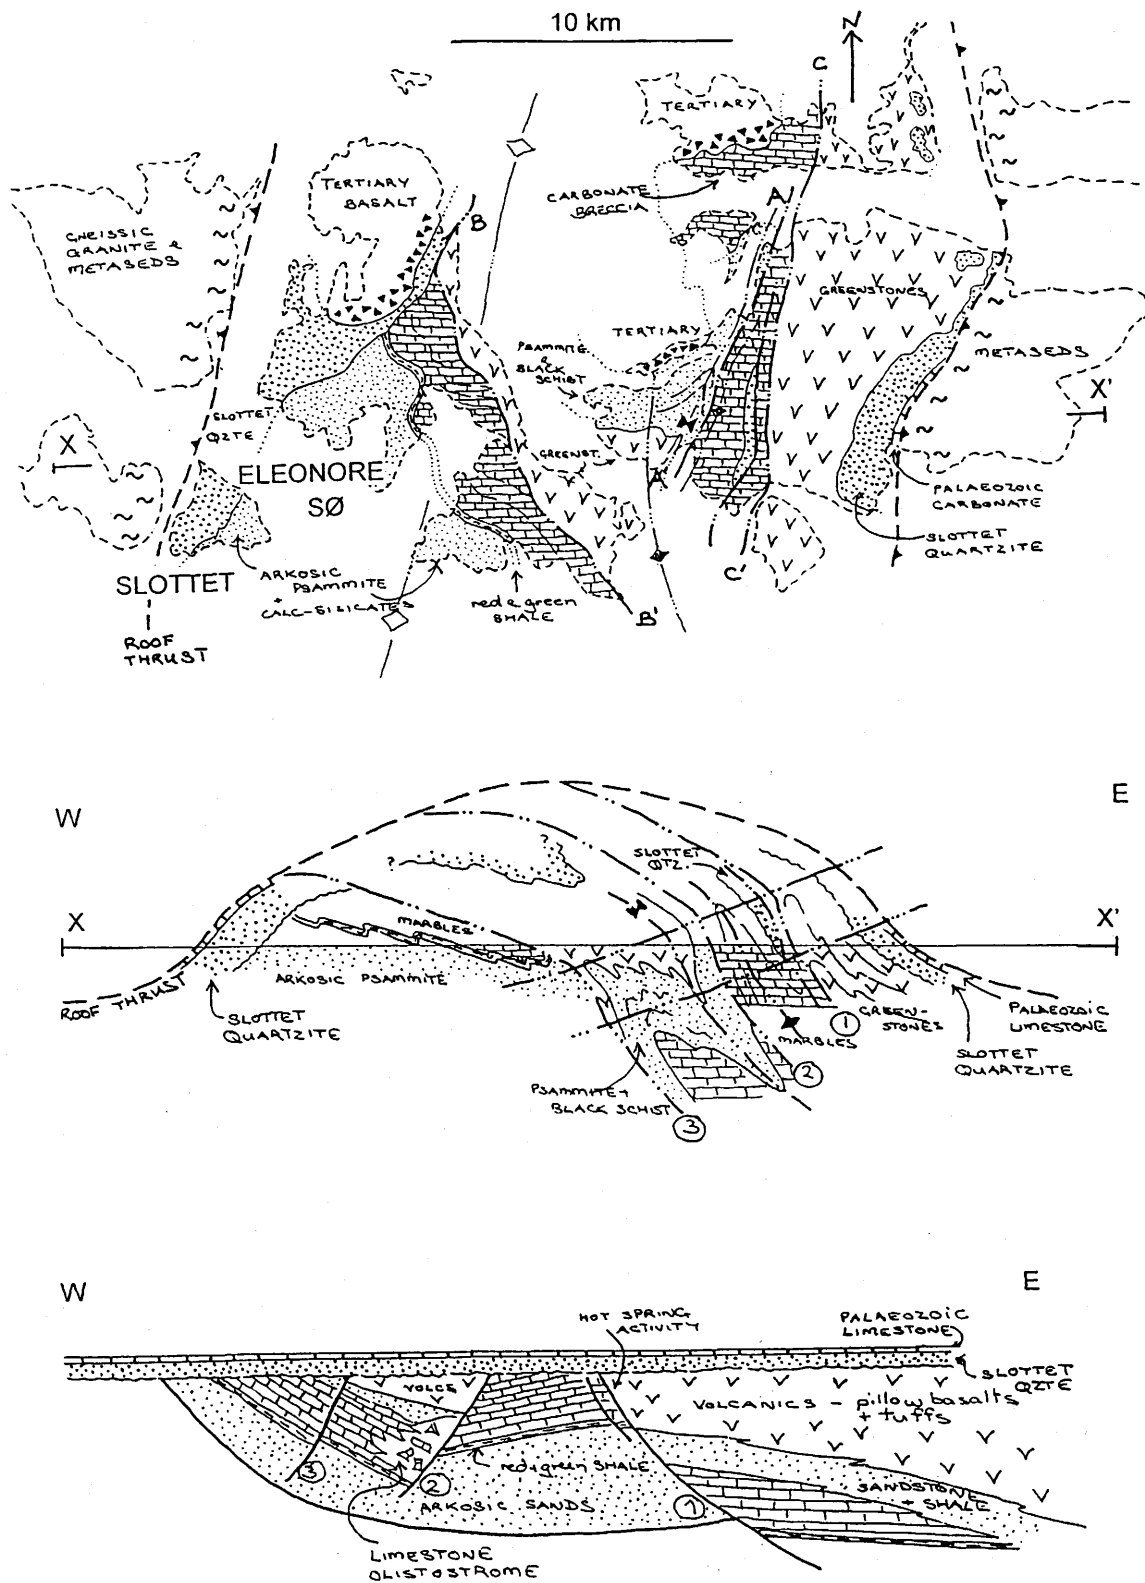 10 km
N
C
TERTIARY
TERTIARY
BASALT
B
CARBONATE
BRECCIA
A'
GNEISSIC
GRANITE &
METASEDS
GREENSTONES
TERTIARY
PSAMMITE
&
BLACK
SCHIST
METASEDS
X'
SLOTTET
QZTE
X
ELEONORE
SØ
GREENST.
A
PALAEOZOIC
CARBONATE
SLOTTET
QUARTZITE
SLOTTET
ARKOSIC
PSAMMITE
+
CALC-SILICATES
red & green
SHALE
B'
C'
ROOF
THRUST
W
E
SLOTTET
QTZ.
?
?
X
MARBLES
X'
ARKOSIC PSAMMITE
ROOF THRUST
SLOTTET
QUARTZITE
1
GREEN-
STONES
PALAEOZOIC
LIMESTONE
MARBLES
SLOTTET
QUARTZITE
2
PSAMMITE +
BLACK SCHIST
3
W
E
HOT SPRING
ACTIVITY
PALAEOZOIC
LIMESTONE
SLOTTET
QZTE
VOLCS
VOLCANICS - pillow basalts
+ tuffs
3
2
red & green SHALE
SANDSTONE
+ SHALE
ARKOSIC SANDS
1
LIMESTONE
OLISTOSTROME